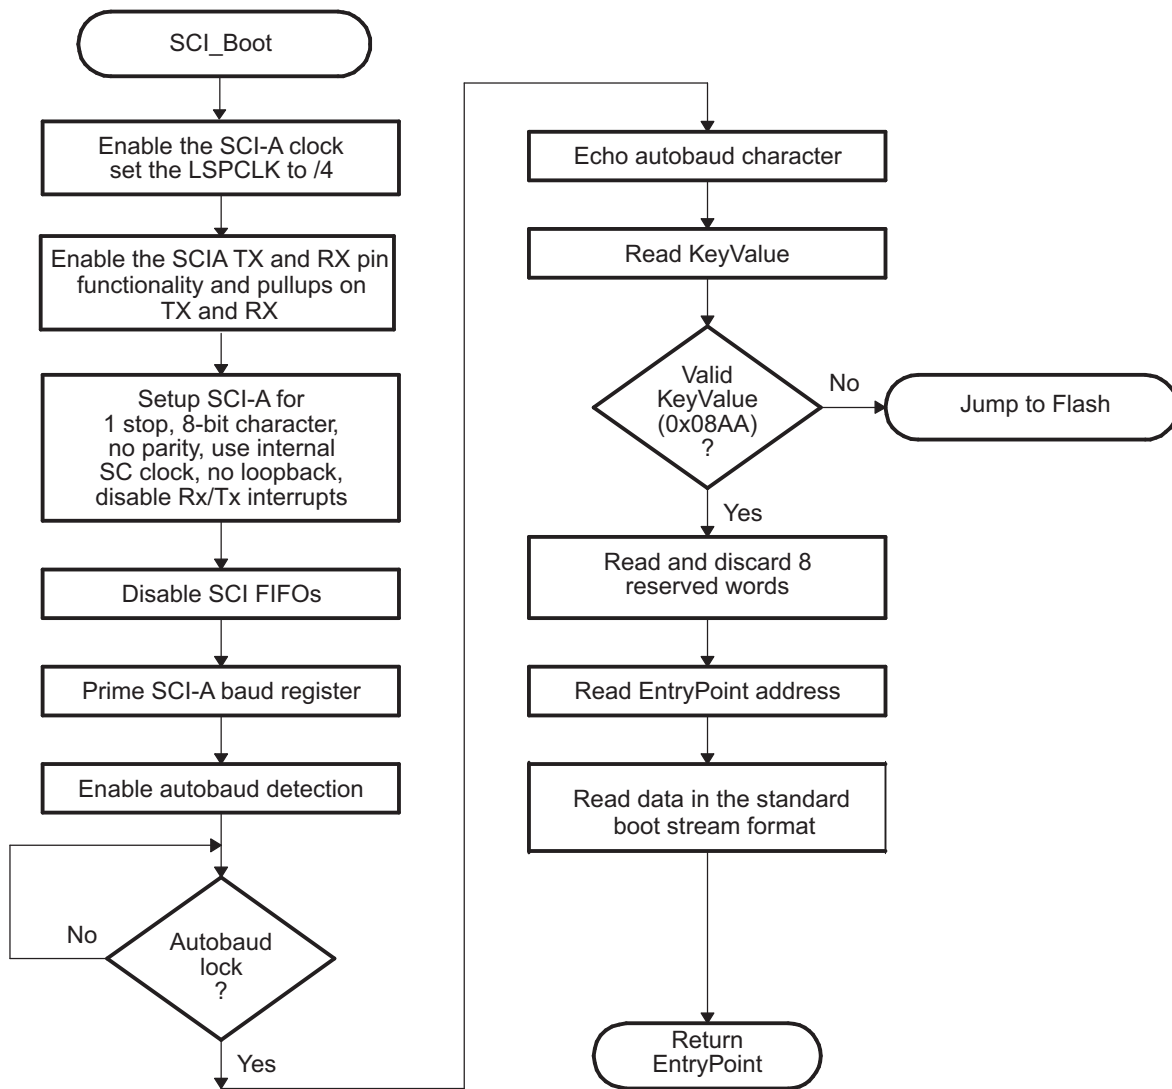 SCI_Boot
Enable the SCI-A clock
set the LSPCLK to /4
Enable the SCIA TX and RX pin
functionality and pullups on
TX and RX
Setup SCI-A for
1 stop, 8-bit character,
no parity, use internal
SC clock, no loopback,
disable Rx/Tx interrupts
Disable SCI FIFOs
Prime SCI-A baud register
Enable autobaud detection
No
Autobaud
lock
?
Yes
Echo autobaud character
Read KeyValue
Valid
KeyValue
(0x08AA)
?
No
Jump to Flash
Yes
Read and discard 8
reserved words
Read EntryPoint address
Read data in the standard
boot stream format
Return
EntryPoint